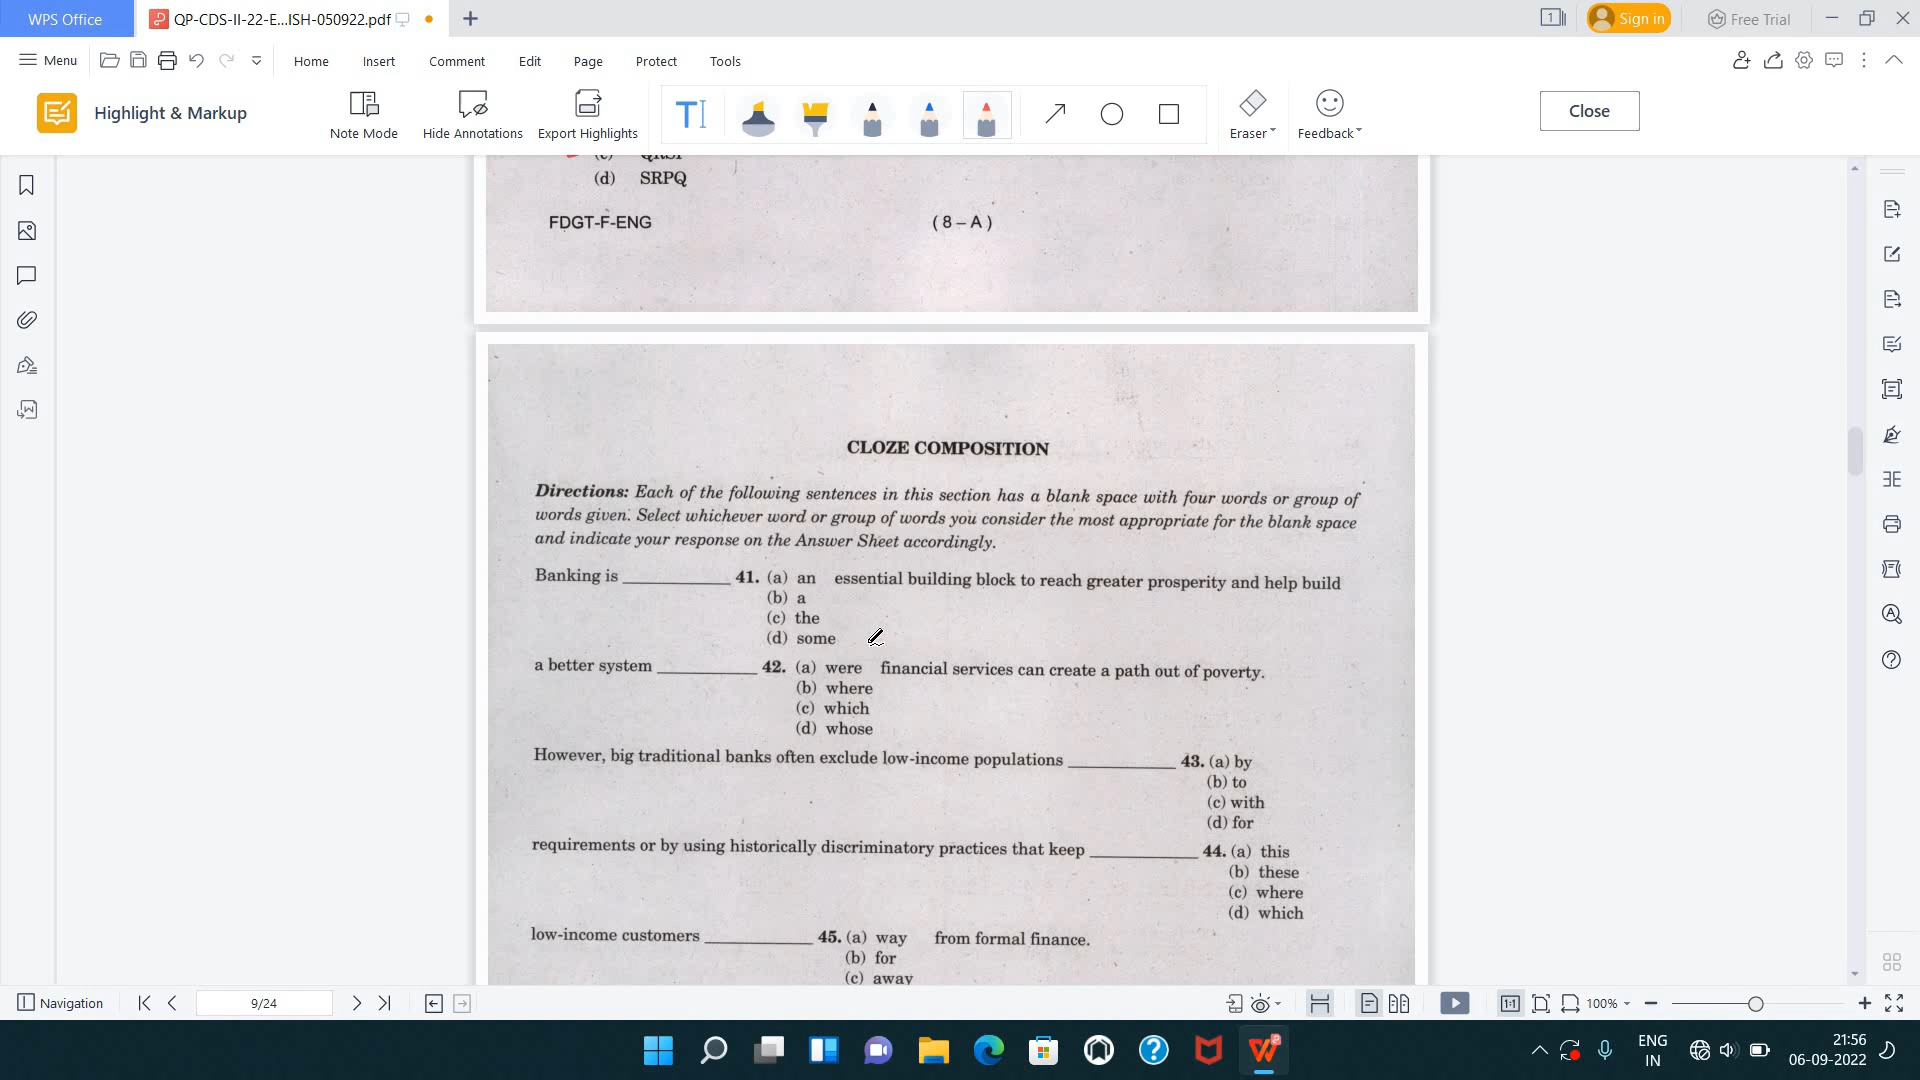 WPS Office
QP-CDS-II-22-E...ISH-050922.pdf
1
Sign in
Free Trial
Menu
Home Insert Comment Edit Page Protect Tools
Highlight & Markup
Note Mode
Hide Annotations
Export Highlights
Eraser
Feedback
Close
(c) QRSP
(d) SRPQ
FDGT-F-ENG ( 8 – A )
CLOZE COMPOSITION
Directions: Each of the following sentences in this section has a blank space with four words or group of
words given. Select whichever word or group of words you consider the most appropriate for the blank space
and indicate your response on the Answer Sheet accordingly.
Banking is ____________ 41. (a) an essential building block to reach greater prosperity and help build
(b) a
(c) the
(d) some
a better system ___________ 42. (a) were financial services can create a path out of poverty.
(b) where
(c) which
(d) whose
However, big traditional banks often exclude low-income populations ____________ 43. (a) by
(b) to
(c) with
(d) for
requirements or by using historically discriminatory practices that keep ____________ 44. (a) this
(b) these
(c) where
(d) which
low-income customers ____________ 45. (a) way from formal finance.
(b) for
(c) away
Navigation
9/24
1:1
100%
ENG
IN
21:56
06-09-2022